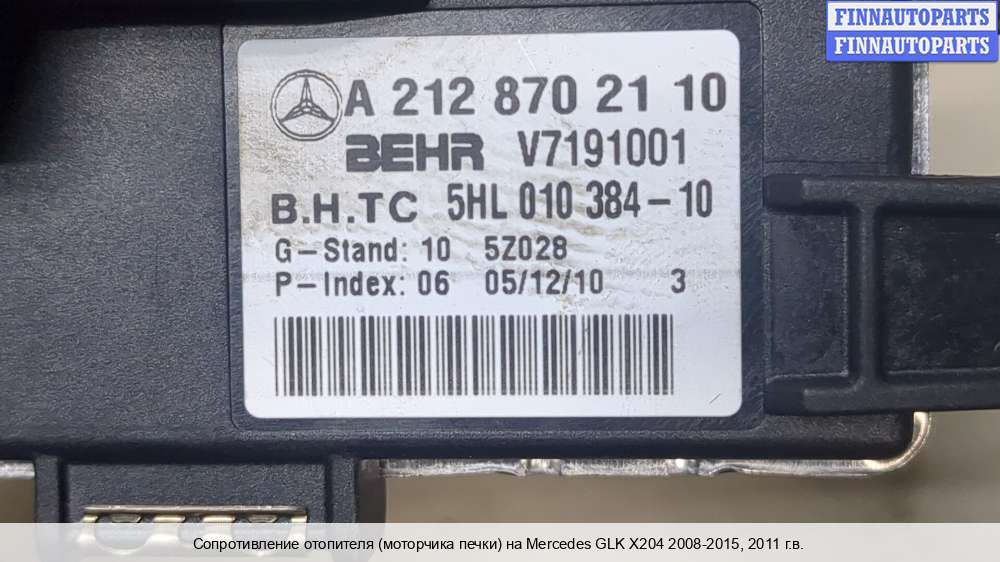 FINNAUTOPARTS
FINNAUTOPARTS
A 212 870 21 10
BEHR V7191001
B.H.TC 5HL 010 384-10
G-Stand: 10 5Z028
P-Index: 06 05/12/10 3
Сопротивление отопителя (моторчика печки) на Mercedes GLK X204 2008-2015, 2011 г.в.